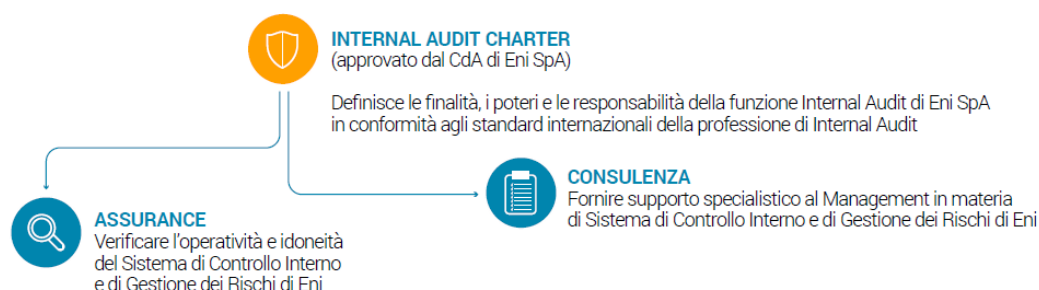 INTERNAL AUDIT CHARTER
(approvato dal CdA di Eni SpA)
Definisce le finalità, i poteri e le responsabilità della funzione Internal Audit di Eni SpA
in conformità agli standard internazionali della professione di Internal Audit
CONSULENZA
Fornire supporto specialistico al Management in materia
di Sistema di Controllo Interno e di Gestione dei Rischi di Eni
ASSURANCE
Verificare l'operatività e idoneità
del Sistema di Controllo Interno
e di Gestione dei Rischi di Eni